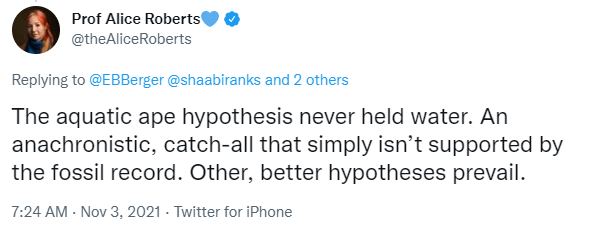 Prof Alice Roberts💙
@theAliceRoberts
Replying to @EBBerger @shaabiranks and 2 others
The aquatic ape hypothesis never held water. An
anachronistic, catch-all that simply isn’t supported by
the fossil record. Other, better hypotheses prevail.
7:24 AM · Nov 3, 2021 · Twitter for iPhone